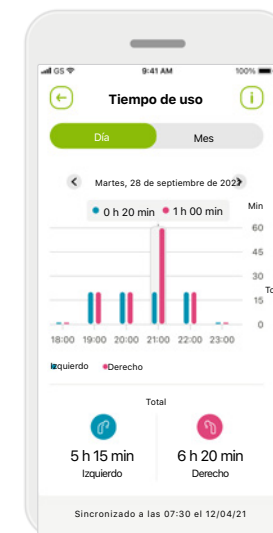 GS 9:41 AM 100%
Tiempo de uso
Día Mes
Martes, 28 de septiembre de 202
0 h 20 min 1 h 00 min
Min
60
45
30
To
15
0
18:00 19:00 20:00 21:00 22:00 23:00
Izquierdo Derecho
Total
5 h 15 min 6 h 20 min
Izquierdo Derecho
Sincronizado a las 07:30 el 12/04/21